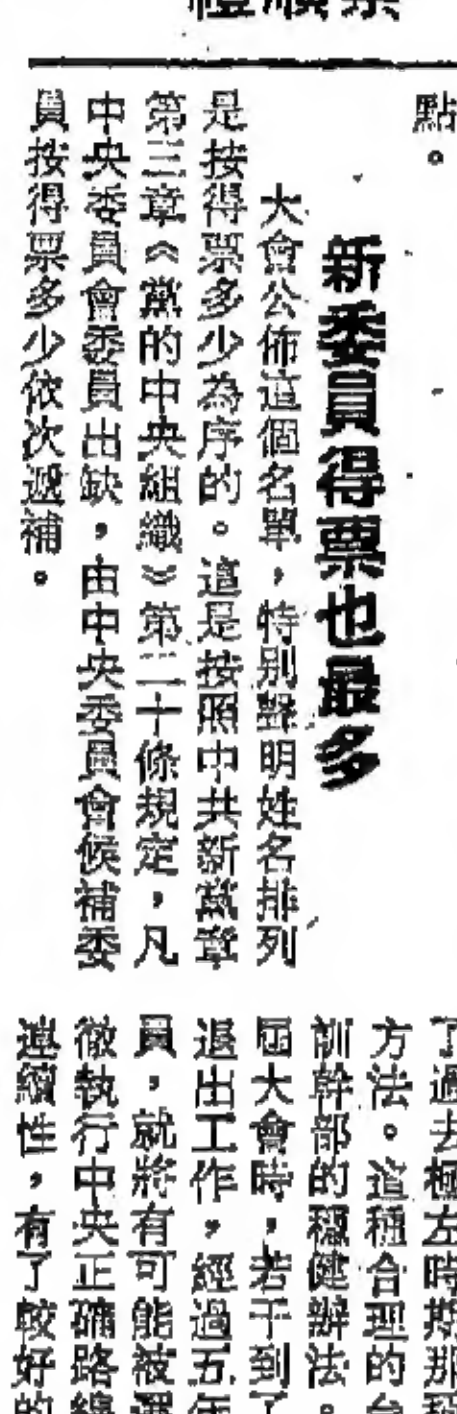 點。
新委員得票也最多
大會公佈這個名單，特別聲明姓名排列
是按得票多少為序的。這是按照中共新黨章
第三章《黨的中央組織》第二十條規定，凡
中央委員會委員出缺，由中央委員會候補委
員按得票多少依次遞補。
了過去極左時期那種
方法。這種合理的
訓幹部的穩健辦法。
屆大會時，若干到了
退出工作，經過五年
員，就將有可能被選
徹執行中央正確路線
連續性，有了較好的